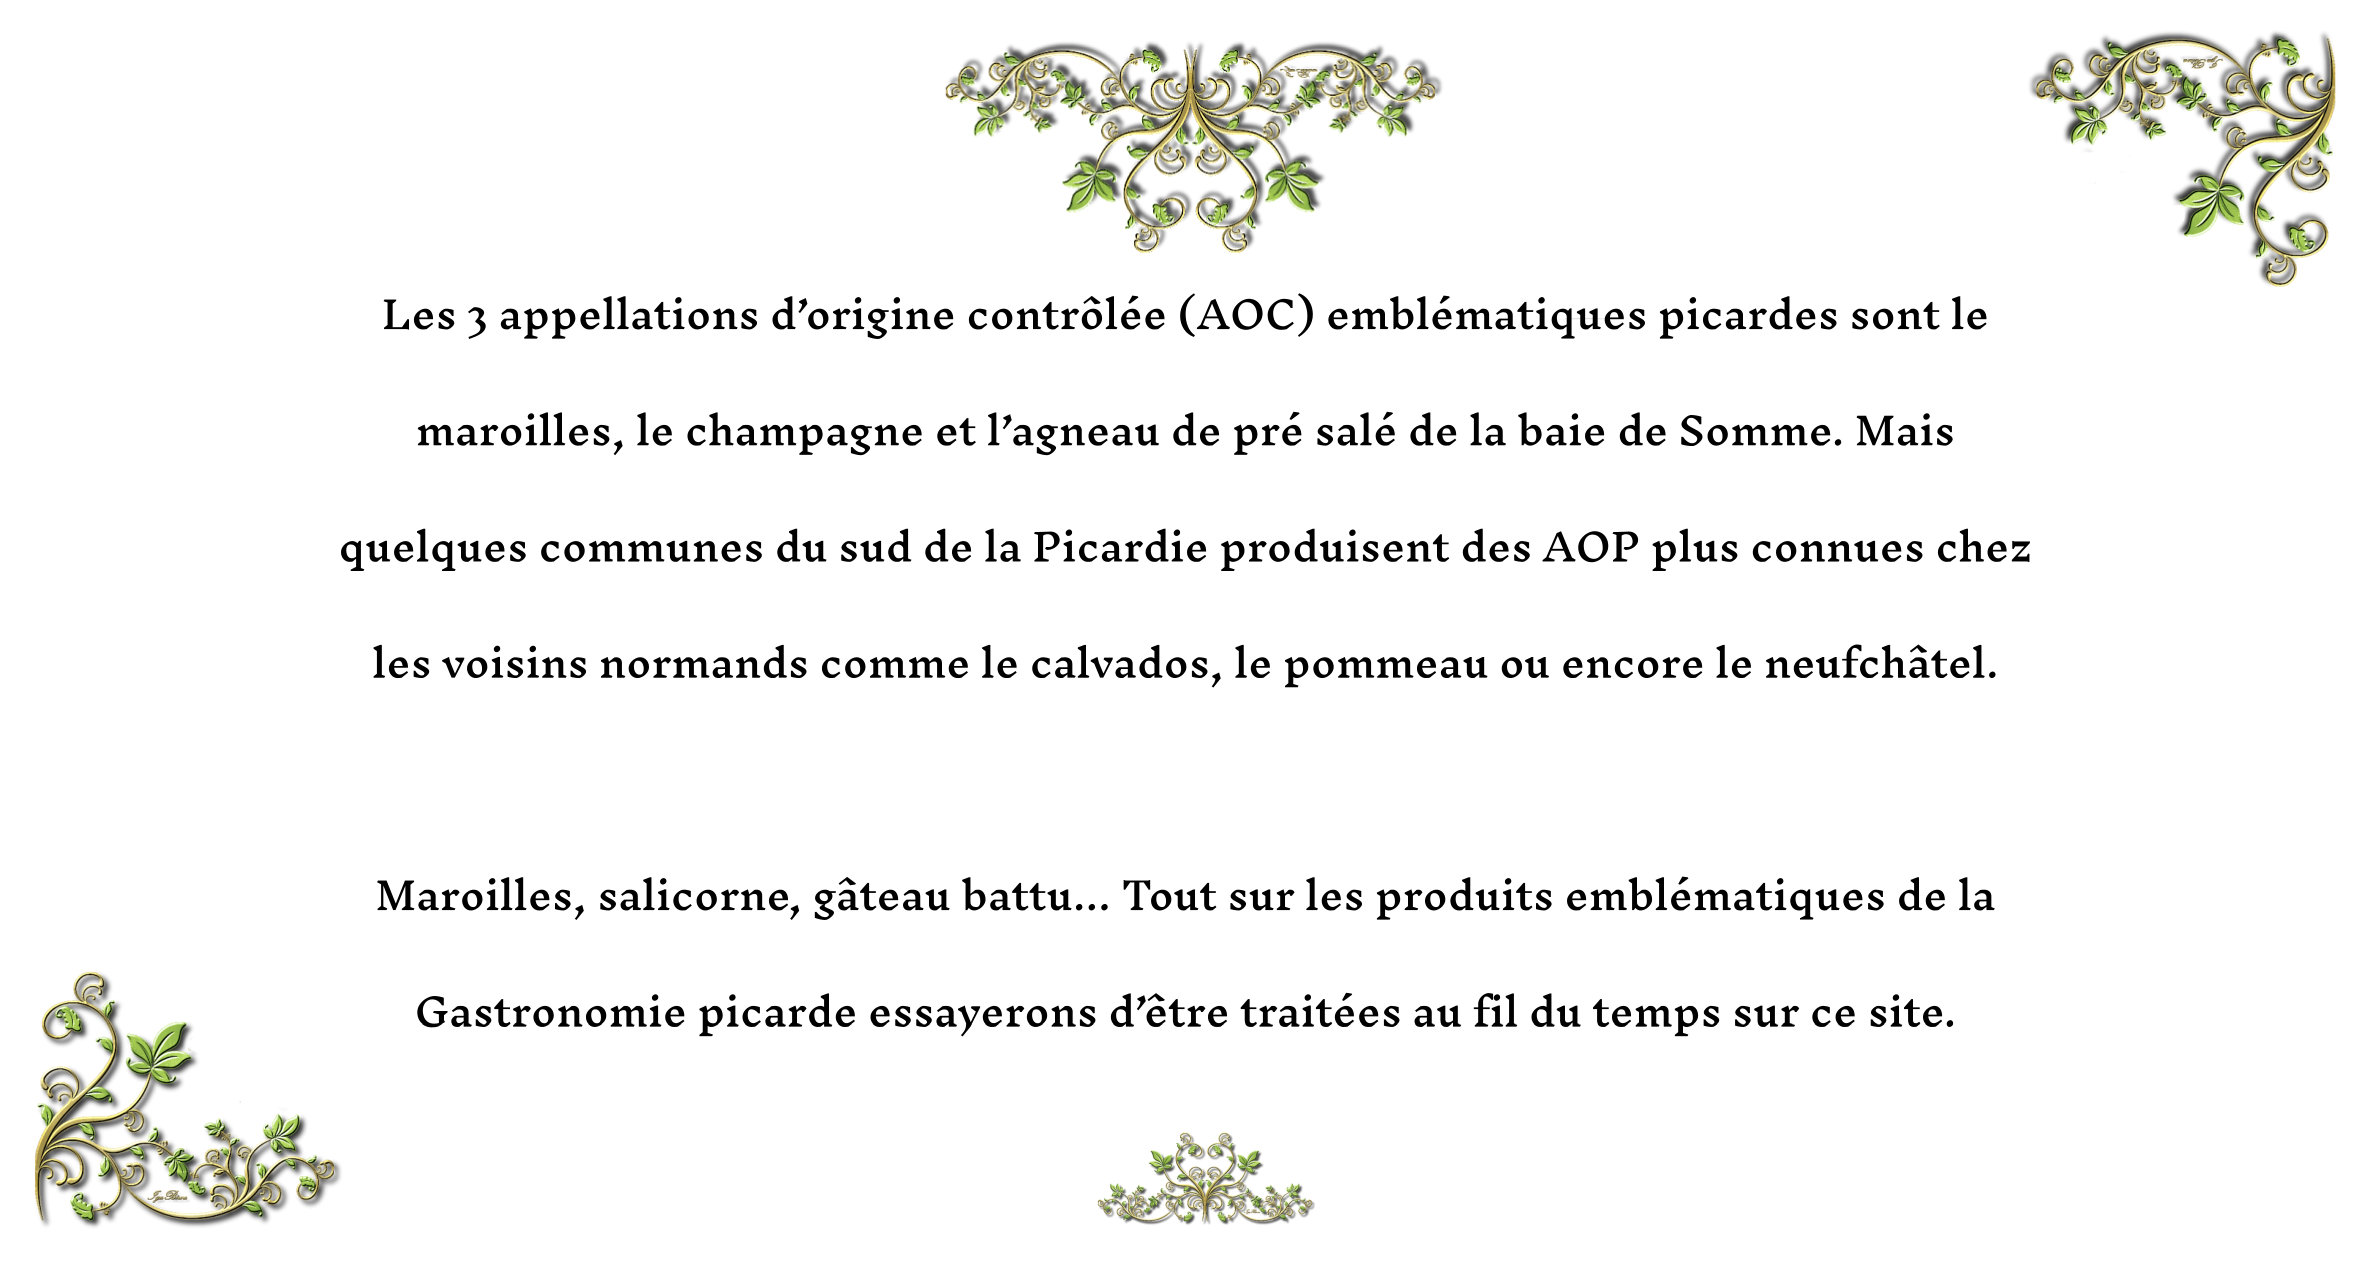 Les 3 appellations d’origine contrôlée (AOC) emblématiques picardes sont le
maroilles, le champagne et l’agneau de pré salé de la baie de Somme. Mais
quelques communes du sud de la Picardie produisent des AOP plus connues chez
les voisins normands comme le calvados, le pommeau ou encore le neufchâtel.
Maroilles, salicorne, gâteau battu... Tout sur les produits emblématiques de la
Gastronomie picarde essayerons d’être traitées au fil du temps sur ce site.